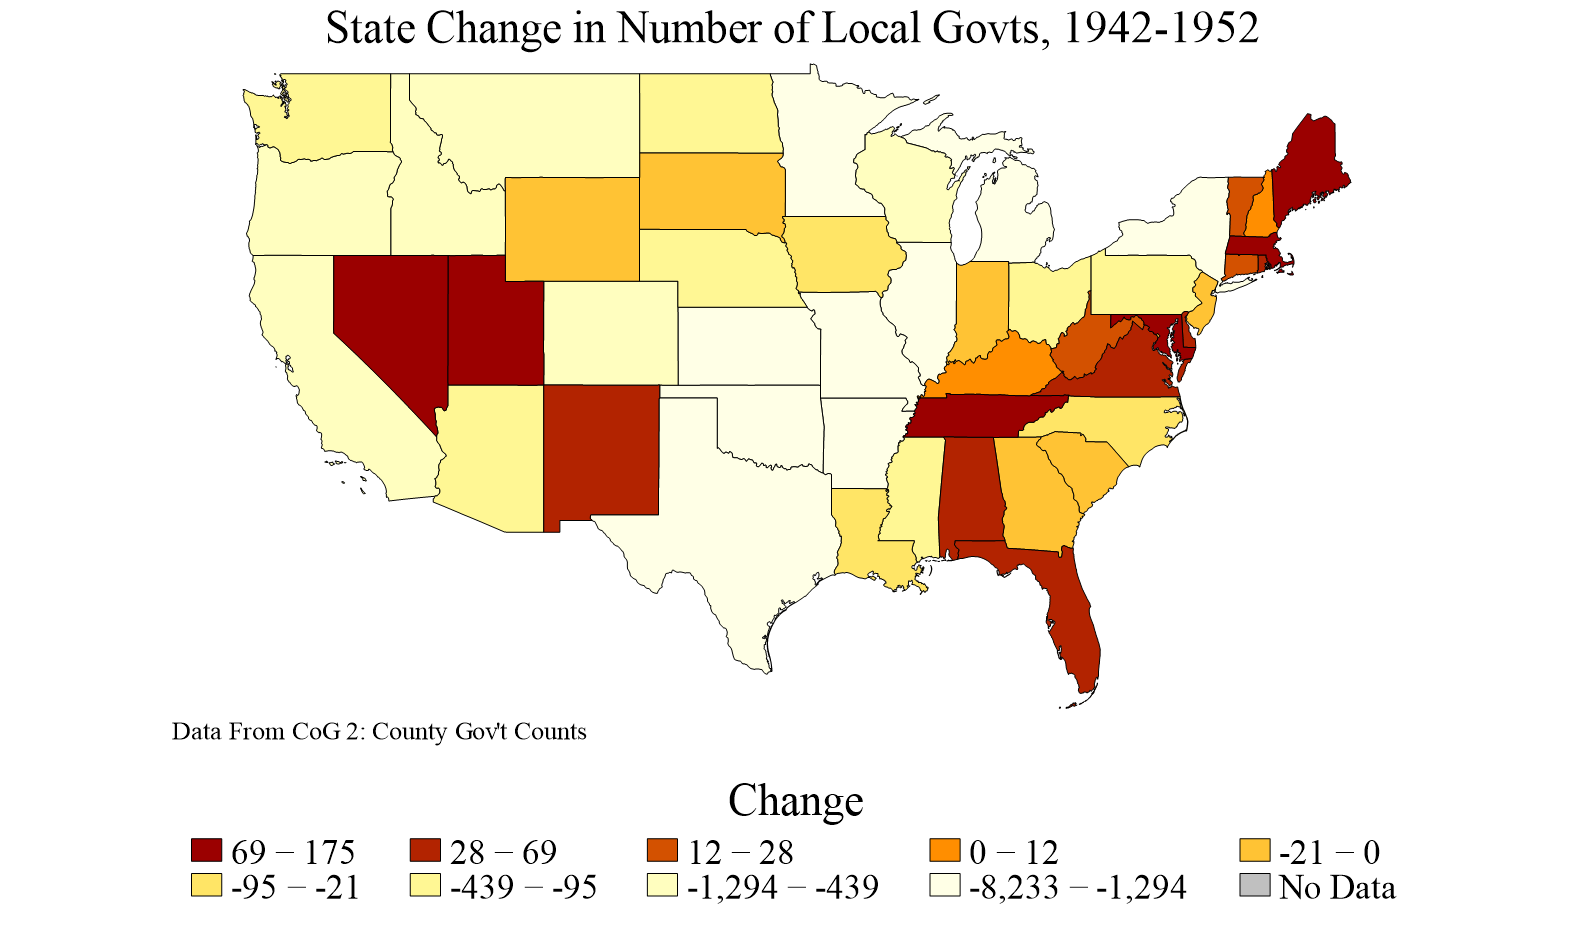 State Change in Number of Local Govts, 1942-1952
Data From CoG 2: County Gov't Counts
Change
69 − 175 28 − 69 12 − 28 0 − 12 -21 − 0
-95 − -21 -439 − -95 -1,294 − -439 -8,233 − -1,294 No Data